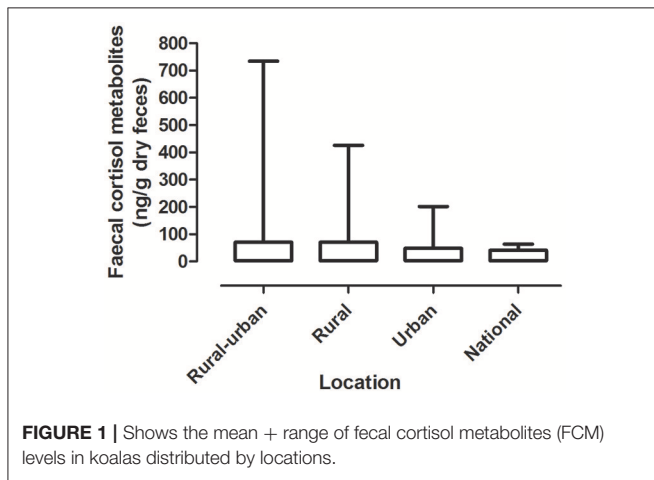 Faecal cortisol metabolites
(ng/g dry feces)
800
700
600
500
400
300
200
100
0
Rural-urban
Rural
Urban
National
Location
FIGURE 1 | Shows the mean + range of fecal cortisol metabolites (FCM)
levels in koalas distributed by locations.